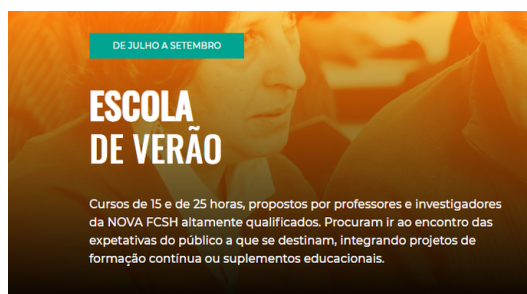 DE JULHO A SETEMBRO
ESCOLA
DE VERÃO
Cursos de 15 e de 25 horas, propostos por professores e investigadores
da NOVA FCSH altamente qualificados. Procuram ir ao encontro das
expetativas do público a que se destinam, integrando projetos de
formação contínua ou suplementos educacionais.